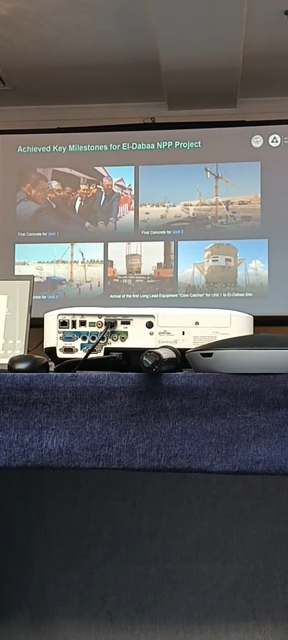 Achieved Key Milestones for El-Dabaa NPP Project
First Concrete for Unit 1
First Concrete for Unit 2
Arrival of the first Long Lead Equipment "Core Catcher" for Unit 1 to El-Dabaa Site